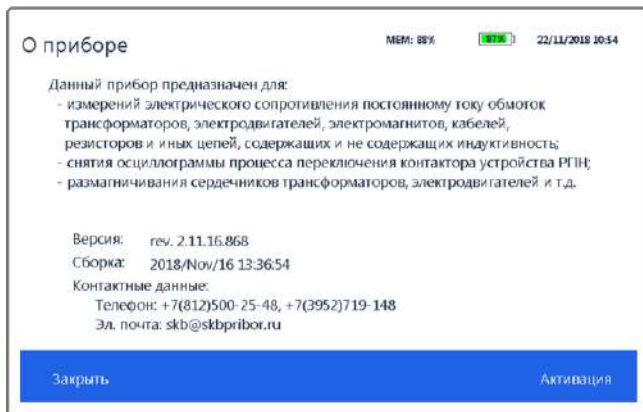 О приборе
MEM: 88%
87%
22/11/2018 10:54
Данный прибор предназначен для:
- измерений электрического сопротивления постоянному току обмоток
трансформаторов, электродвигателей, электромагнитов, кабелей,
резисторов и иных цепей, содержащих и не содержащих индуктивность;
- снятия осциллограммы процесса переключения контактора устройства РПН;
- размагничивания сердечников трансформаторов, электродвигателей и т.д.
Версия: rev. 2.11.16.868
Сборка: 2018/Nov/16 13:36:54
Контактные данные:
Телефон: +7(812)500-25-48, +7(3952)719-148
Эл. почта: skb@skbpribor.ru
Закрыть
Активация